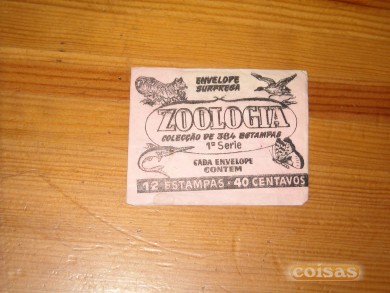 ENVELOPE
SURPRESA
ZOOLOGIA
COLECÇÃO DE 384 ESTAMPAS
1ª Serie
CADA ENVELOPE
CONTEM
12 ESTAMPAS - 40 CENTAVOS
coisas